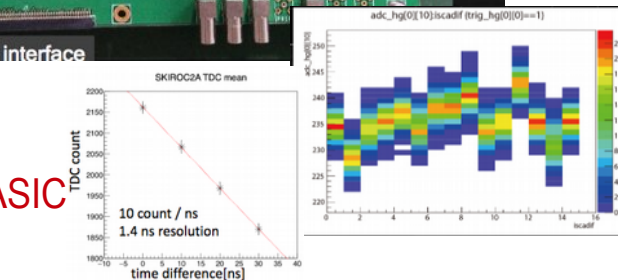 interface
adc_hg[0][10]:iscadif {trig_hg[0][0]==1}
adc_hg[0][10]
250
245
240
235
230
225
220
0 2 4 6 8 10 12 14 16
iscadif
SKIROC2A TDC mean
TDC count
2200
2150
2100
2050
2000
1950
1900
1850
1800
10 count / ns
1.4 ns resolution
-10 -5 0 5 10 15 20 25 30 35 40
time difference[ns]
ASIC